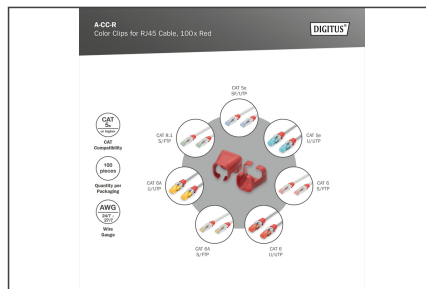 A-CC-R
Color Clips for RJ45 Cable, 100x Red
DIGITUS®
CAT 5e
SF/UTP
CAT
5e
or higher
CAT
Compatibility
CAT 8.1
S/FTP
CAT 5e
U/UTP
100
pieces
Quantity per
Packaging
CAT 6A
U/UTP
CAT 6
S/FTP
AWG
24/7 -
27/7
Wire
Gauge
CAT 6A
S/FTP
CAT 6
U/UTP